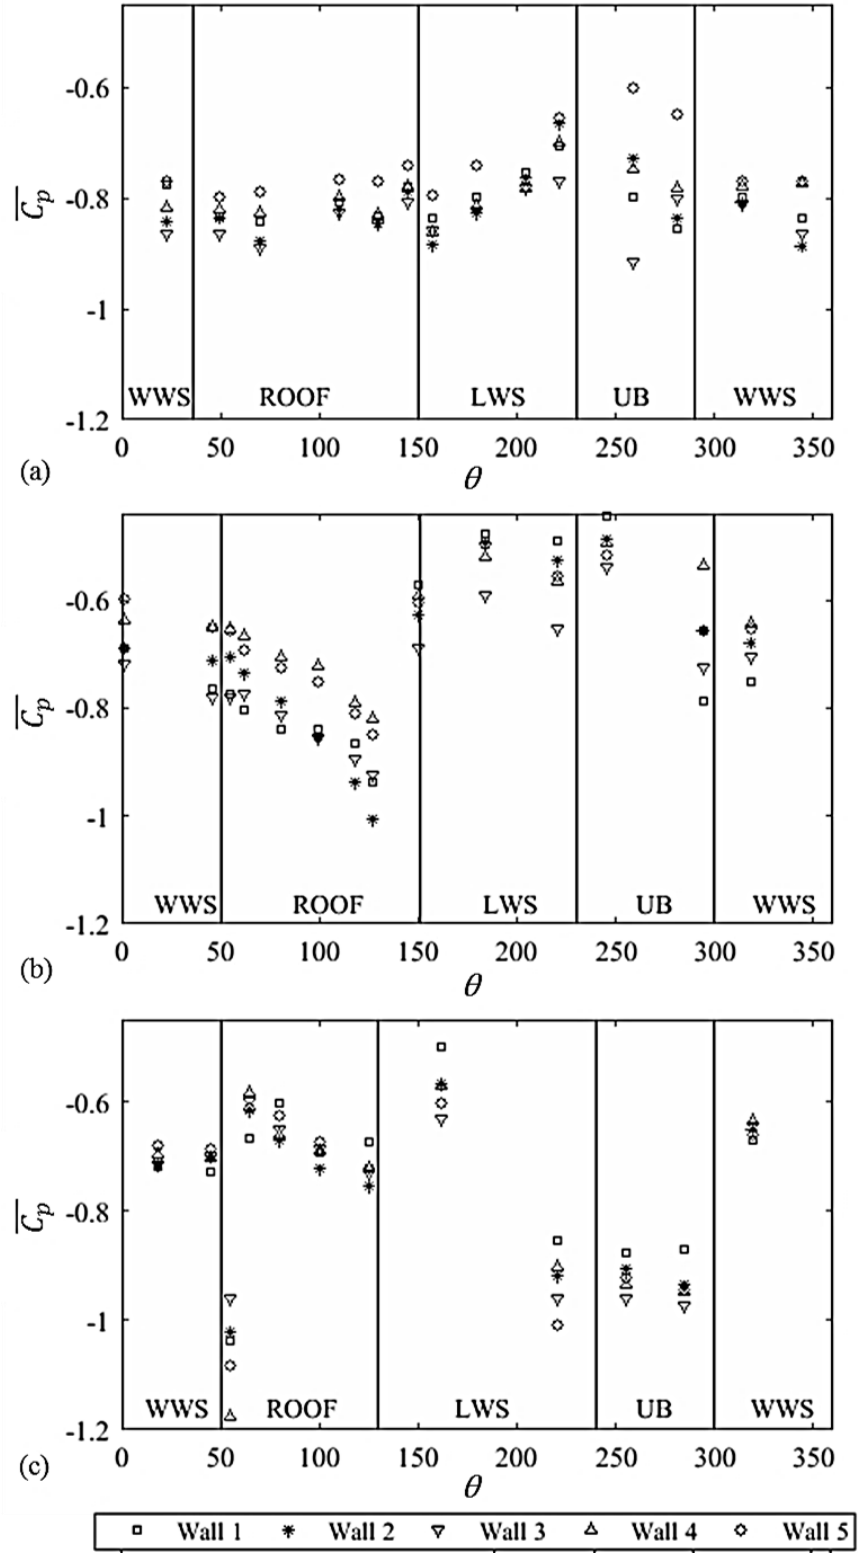 -0.6
-0.8
-1
-1.2
C̅p
WWS ROOF LWS UB WWS
0 50 100 150 200 250 300 350
(a)
θ
-0.6
-0.8
-1
-1.2
C̅p
WWS ROOF LWS UB WWS
0 50 100 150 200 250 300 350
(b)
θ
-0.6
-0.8
-1
-1.2
C̅p
WWS ROOF LWS UB WWS
0 50 100 150 200 250 300 350
(c)
θ
Wall 1 Wall 2 Wall 3 Wall 4 Wall 5